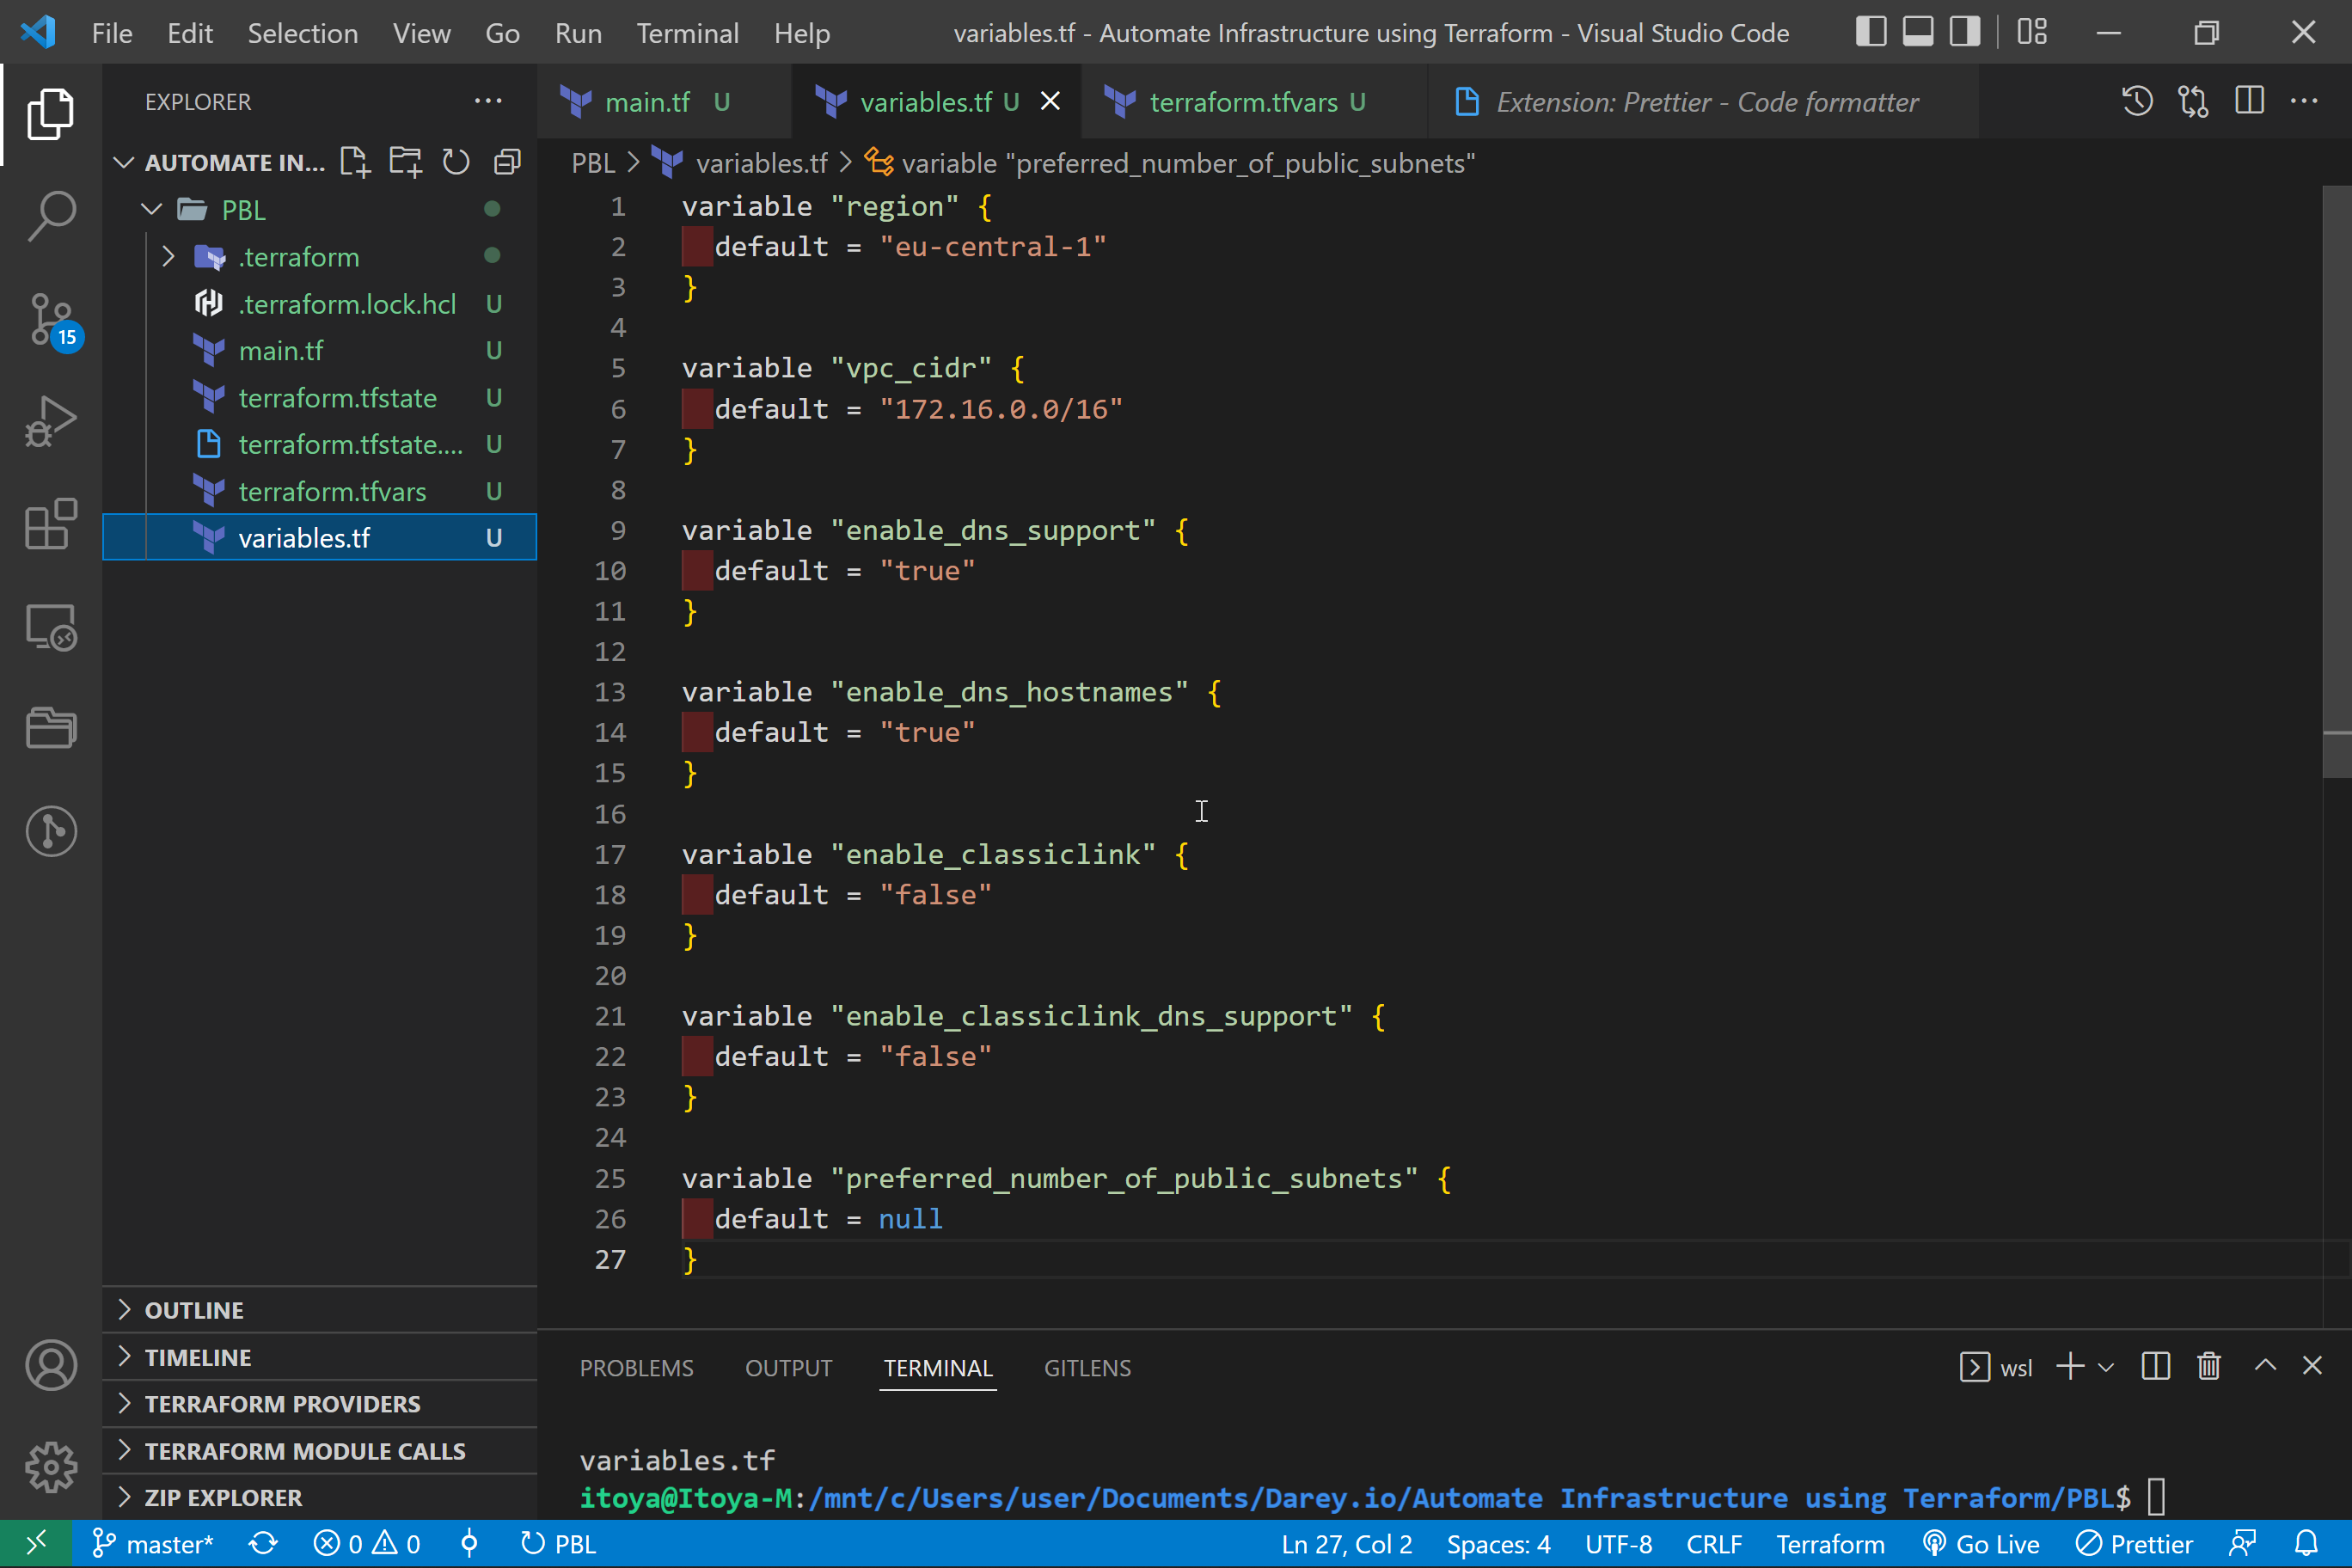 File Edit Selection View Go Run Terminal Help variables.tf - Automate Infrastructure using Terraform - Visual Studio Code
EXPLORER
AUTOMATE IN...
PBL
.terraform
.terraform.lock.hcl U
main.tf U
terraform.tfstate U
terraform.tfstate.... U
terraform.tfvars U
variables.tf U
15
OUTLINE
TIMELINE
TERRAFORM PROVIDERS
TERRAFORM MODULE CALLS
ZIP EXPLORER
main.tf U variables.tf U terraform.tfvars U Extension: Prettier - Code formatter
PBL > variables.tf > variable "preferred_number_of_public_subnets"
1 variable "region" {
2 default = "eu-central-1"
3 }
4
5 variable "vpc_cidr" {
6 default = "172.16.0.0/16"
7 }
8
9 variable "enable_dns_support" {
10 default = "true"
11 }
12
13 variable "enable_dns_hostnames" {
14 default = "true"
15 }
16
17 variable "enable_classiclink" {
18 default = "false"
19 }
20
21 variable "enable_classiclink_dns_support" {
22 default = "false"
23 }
24
25 variable "preferred_number_of_public_subnets" {
26 default = null
27 }
PROBLEMS OUTPUT TERMINAL GITLENS wsl
variables.tf
itoya@Itoya-M:/mnt/c/Users/user/Documents/Darey.io/Automate Infrastructure using Terraform/PBL$
master* 0 0 PBL Ln 27, Col 2 Spaces: 4 UTF-8 CRLF Terraform Go Live Prettier